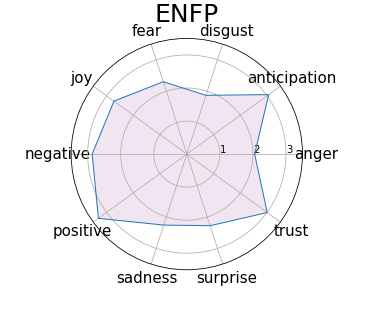 ENFP
fear disgust
joy anticipation
negative 1 2 3 anger
positive trust
sadness surprise